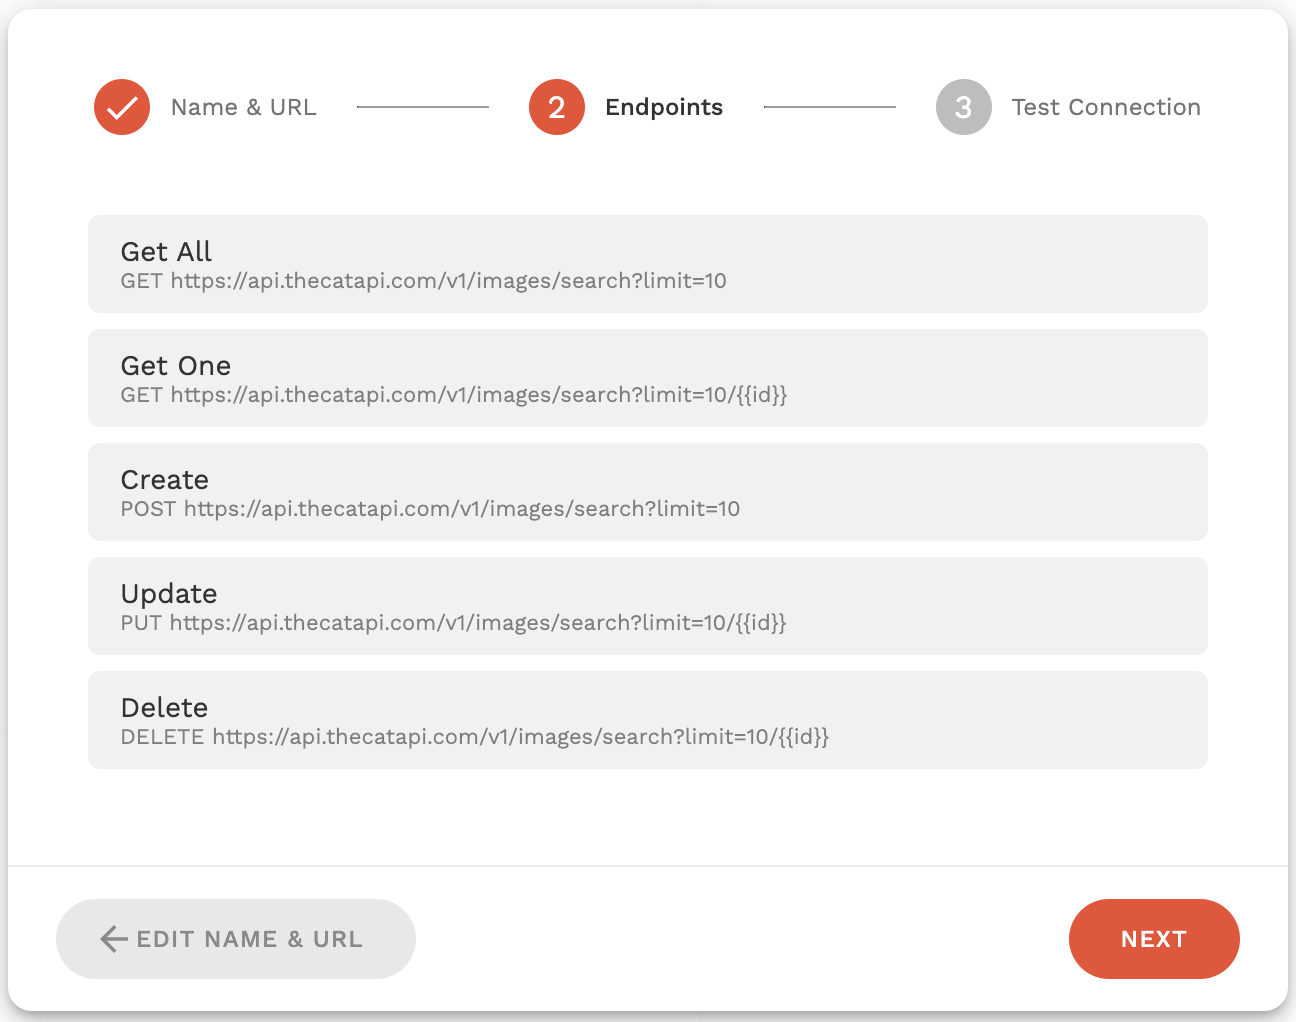 Name & URL
2 Endpoints
3 Test Connection
Get All
GET https://api.thecatapi.com/v1/images/search?limit=10
Get One
GET https://api.thecatapi.com/v1/images/search?limit=10/{{id}}
Create
POST https://api.thecatapi.com/v1/images/search?limit=10
Update
PUT https://api.thecatapi.com/v1/images/search?limit=10/{{id}}
Delete
DELETE https://api.thecatapi.com/v1/images/search?limit=10/{{id}}
EDIT NAME & URL
NEXT